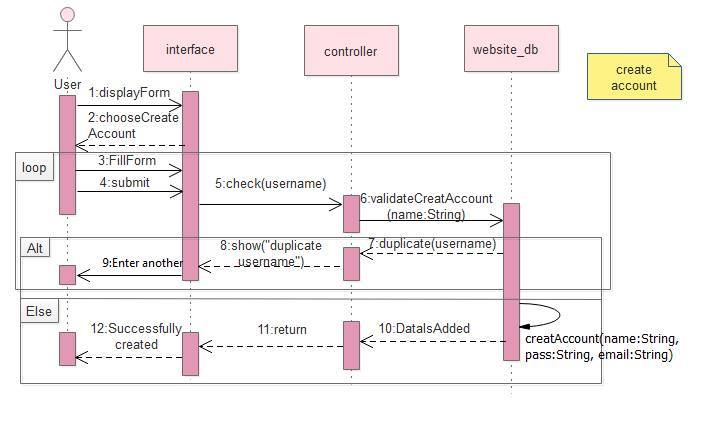 interface
controller
website_db
create
account
User
1:displayForm
2:chooseCreate
Account
loop
3:FillForm
4:submit
5:check(username)
6:validateCreatAccount
(name:String)
Alt
7:duplicate(username)
8:show("duplicate
username")
9:Enter another
Else
creatAccount(name:String,
pass:String, email:String)
10:DataIsAdded
11:return
12:Successfully
created